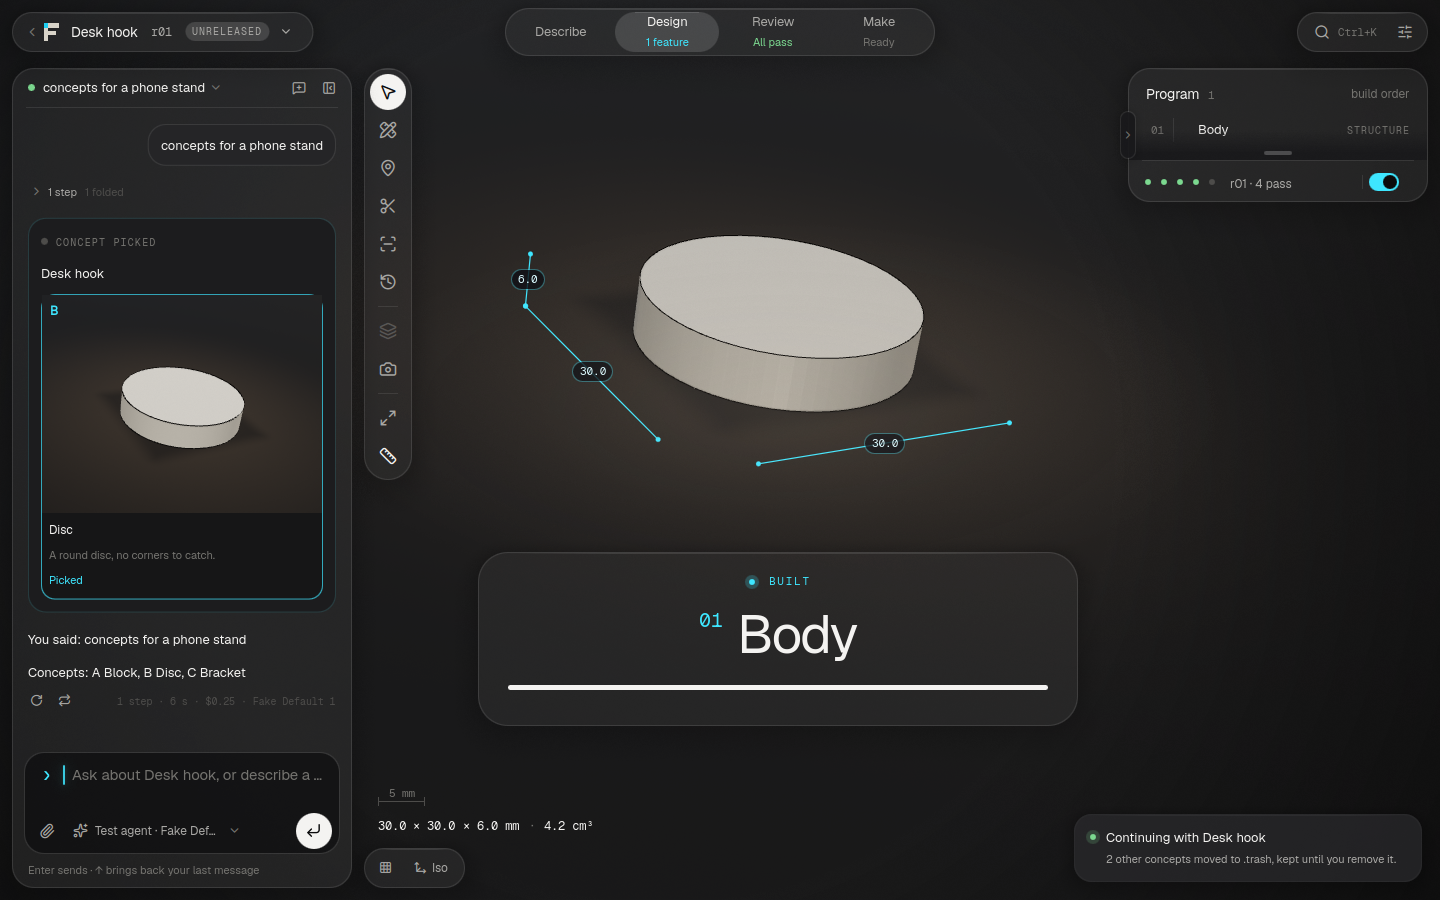 Desk hook r01 UNRELEASED
Describe
Design
1 feature
Review
All pass
Make
Ready
Ctrl+K
concepts for a phone stand
concepts for a phone stand
1 step 1 folded
CONCEPT PICKED
Desk hook
B
Disc
A round disc, no corners to catch.
Picked
You said: concepts for a phone stand
Concepts: A Block, B Disc, C Bracket
1 step · 6 s · $0.25 · Fake Default 1
Ask about Desk hook, or describe a ...
Test agent · Fake Def...
Enter sends · ↑ brings back your last message
6.0
30.0
30.0
BUILT
01 Body
5 mm
30.0 × 30.0 × 6.0 mm · 4.2 cm³
Iso
Program 1 build order
01 Body STRUCTURE
r01 · 4 pass
Continuing with Desk hook
2 other concepts moved to .trash, kept until you remove it.